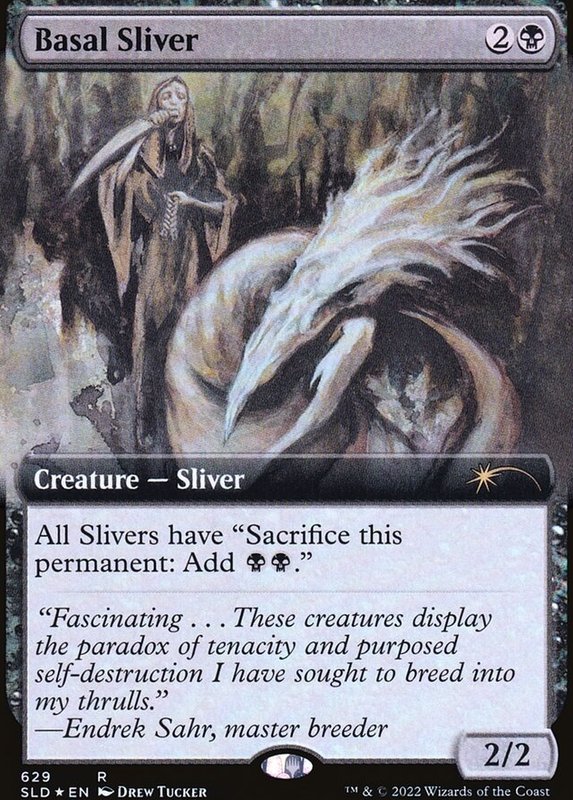 Basal Sliver 2
Creature — Sliver
All Slivers have “Sacrifice this
permanent: Add .”
“Fascinating . . . These creatures display
the paradox of tenacity and purposed
self-destruction I have sought to breed into
my thrulls.”
—Endrek Sahr, master breeder
2/2
629 R
SLD ★ EN DREW TUCKER
™ & © 2022 Wizards of the Coast